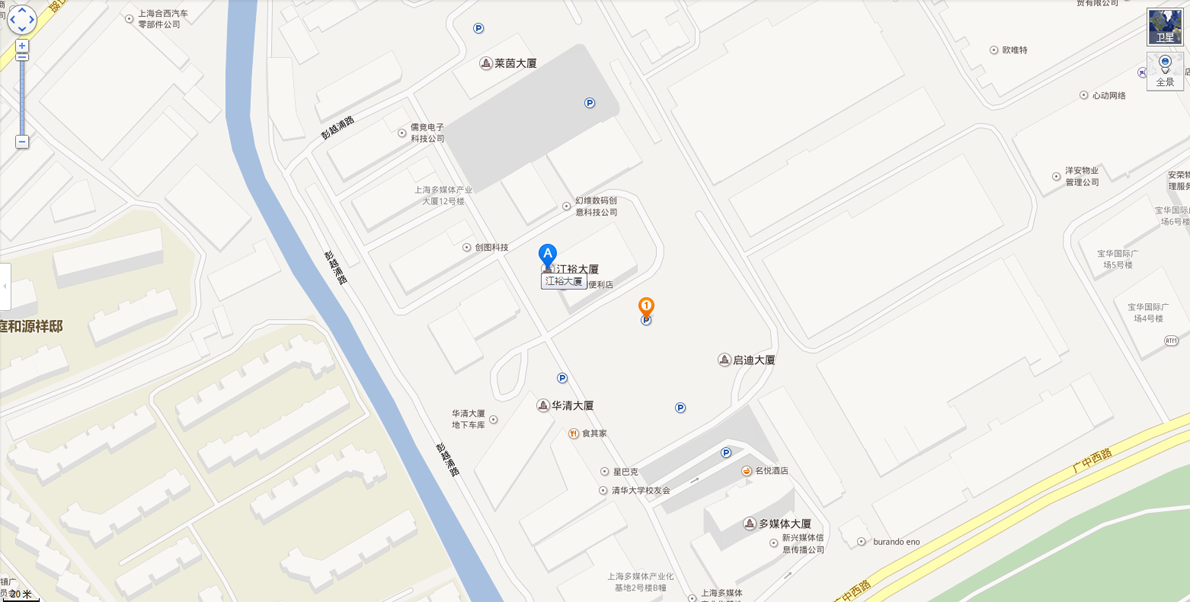 上海合西汽车
零部件公司
贸有限公司
P
欧唯特
卫星
莱茵大厦
全景
心动网络
P
彭越浦路
儒竞电子
科技公司
洋安物业
管理公司
上海多媒体产业
大厦12号楼
幻维数码创
意科技公司
宝华国际广
场6号楼
创图科技
A
江裕大厦
江裕大厦
便利店
彭越浦路
宝华国际广
场5号楼
1
P
庭和源祥邸
宝华国际广
场4号楼
启迪大厦
P
华清大厦
P
华清大厦
地下车库
食其家
彭越浦路
P
星巴克
名悦酒店
广中西路
清华大学校友会
多媒体大厦
新兴媒体信
息传播公司
burando eno
上海多媒体产业化
基地2号楼B幢
广中西路
20 米
上海多媒体